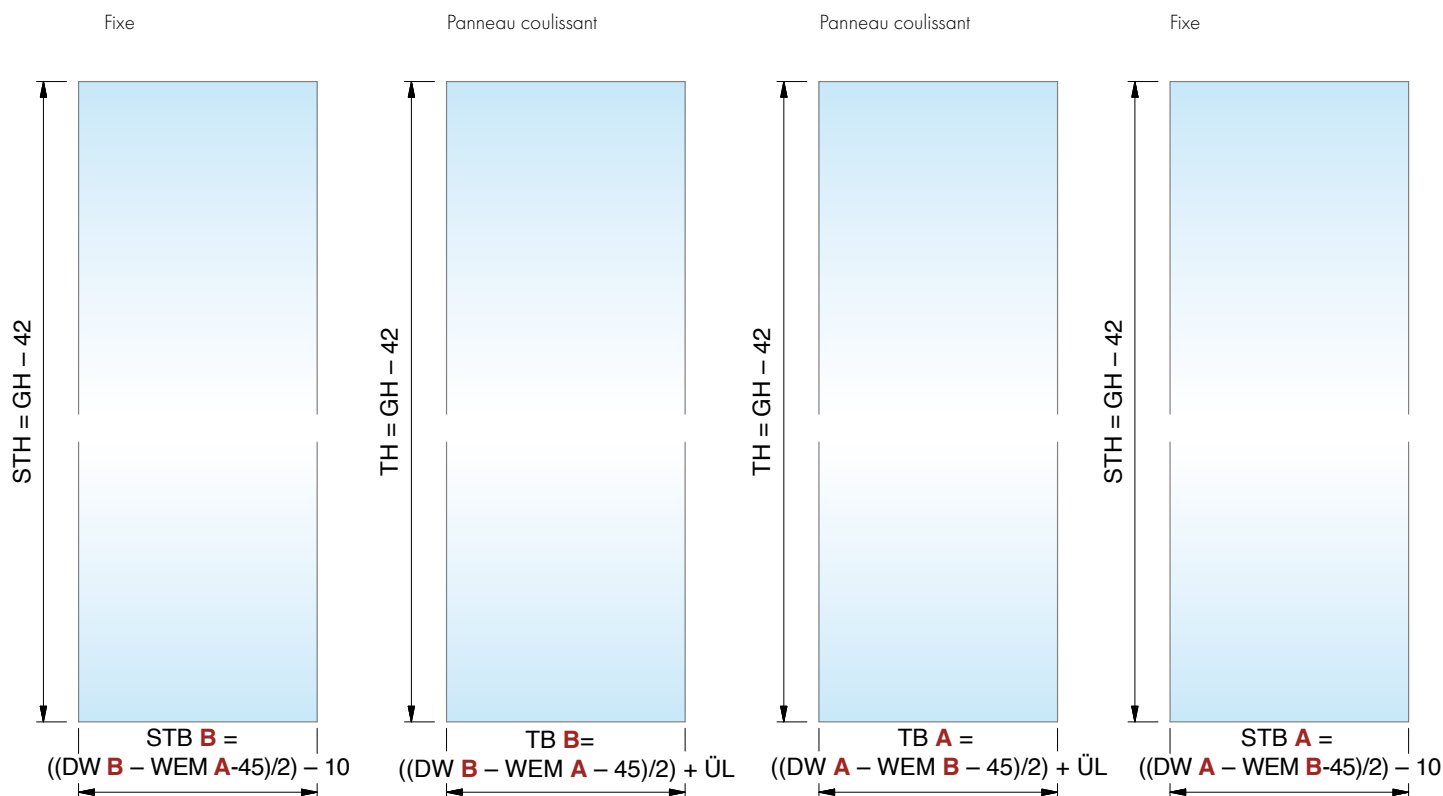 Fixe
Panneau coulissant
Panneau coulissant
Fixe
STH = GH – 42
TH = GH – 42
TH = GH – 42
STH = GH – 42
STB B =
((DW B – WEM A-45)/2) – 10
TB B=
((DW B – WEM A – 45)/2) + ÜL
TB A =
((DW A – WEM B – 45)/2) + ÜL
STB A =
((DW A – WEM B-45)/2) – 10